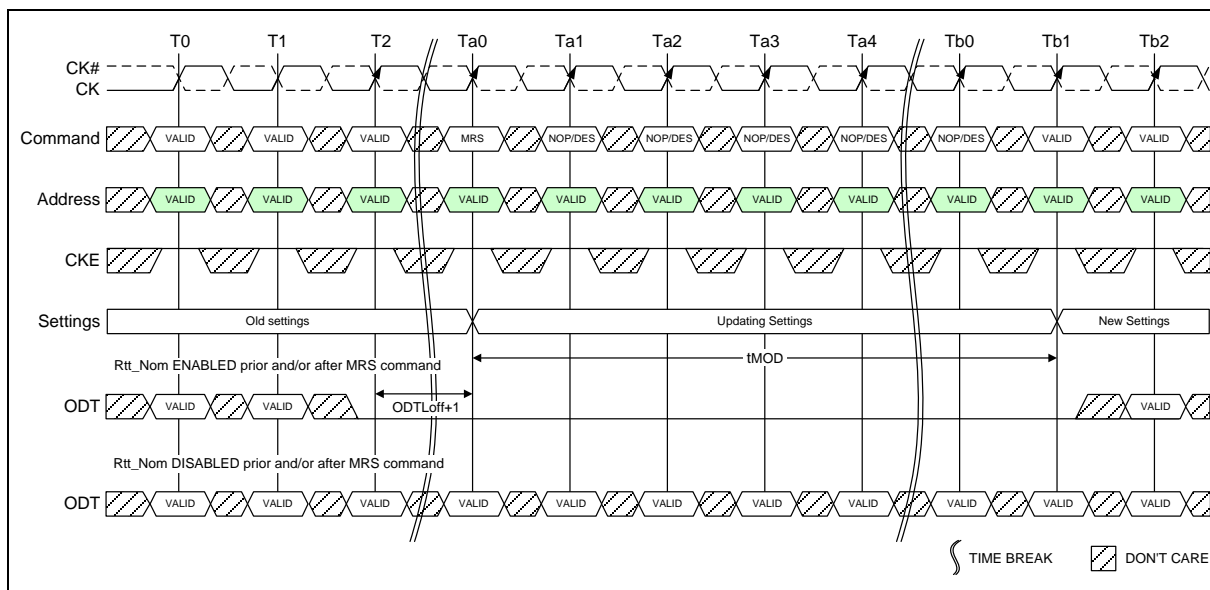 T0 T1 T2 Ta0 Ta1 Ta2 Ta3 Ta4 Tb0 Tb1 Tb2
CK#
CK
Command VALID VALID VALID MRS NOP/DES NOP/DES NOP/DES NOP/DES NOP/DES VALID VALID
Address VALID VALID VALID VALID VALID VALID VALID VALID VALID VALID VALID
CKE
Settings Old settings Updating Settings New Settings
Rtt_Nom ENABLED prior and/or after MRS command
tMOD
ODTLoff+1
ODT VALID VALID VALID
Rtt_Nom DISABLED prior and/or after MRS command
ODT VALID VALID VALID VALID VALID VALID VALID VALID VALID VALID VALID
TIME BREAK DON'T CARE